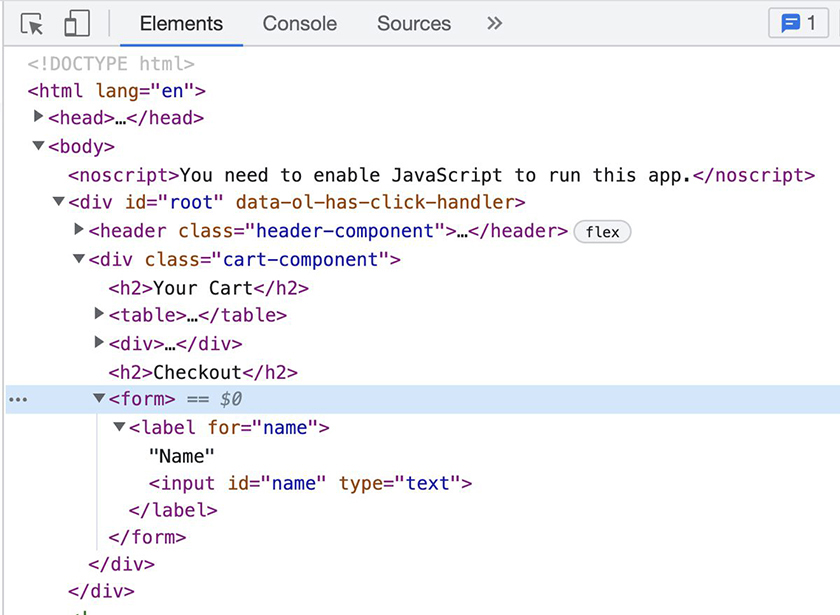 Elements Console Sources » 1
<!DOCTYPE html>
<html lang="en">
▶<head>…</head>
▼<body>
<noscript>You need to enable JavaScript to run this app.</noscript>
▼<div id="root" data-ol-has-click-handler>
▶<header class="header-component">…</header> flex
▼<div class="cart-component">
<h2>Your Cart</h2>
▶<table>…</table>
▶<div>…</div>
<h2>Checkout</h2>
… ▼<form> == $0
▼<label for="name">
"Name"
<input id="name" type="text">
</label>
</form>
</div>
</div>